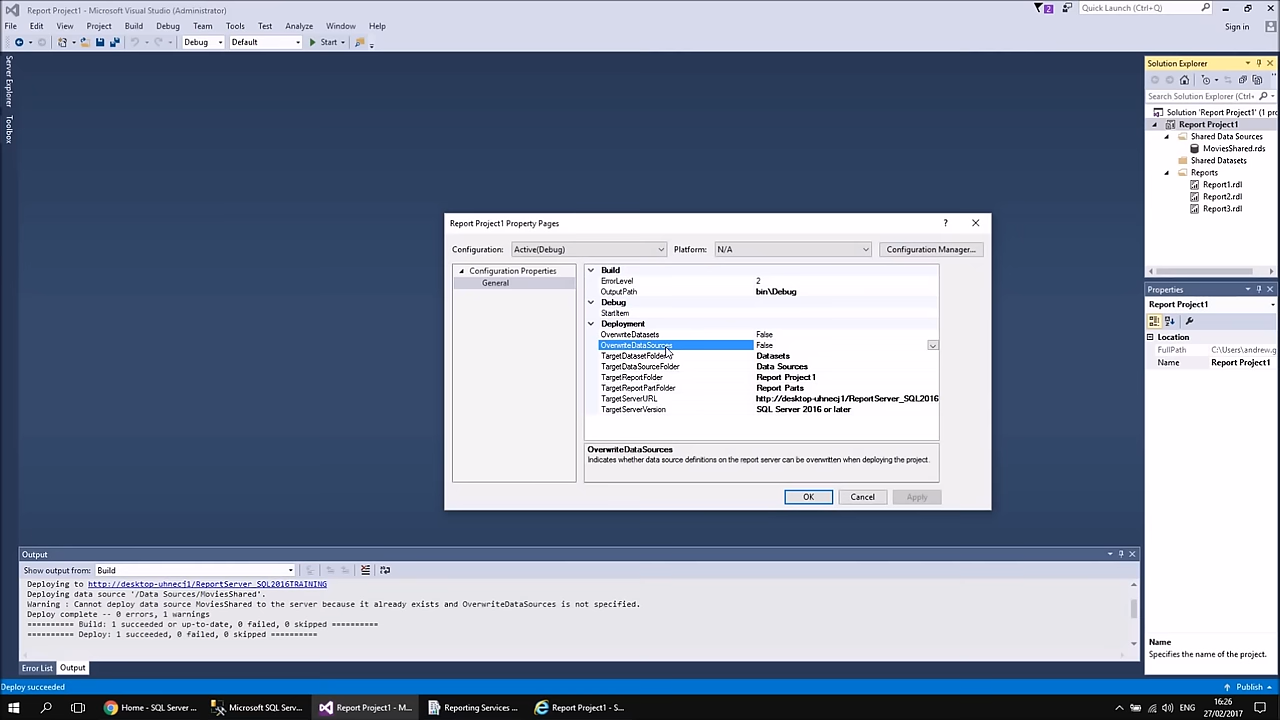 Report Project1 - Microsoft Visual Studio (Administrator)
2
Quick Launch (Ctrl+Q)
File Edit View Project Build Debug Team Tools Test Analyze Window Help
Sign in
Debug Default Start
Server Explorer
Toolbox
Solution Explorer
Search Solution Explorer (Ctrl+
Solution 'Report Project1' (1 pro
Report Project1
Shared Data Sources
MoviesShared.rds
Shared Datasets
Reports
Report1.rdl
Report2.rdl
Report3.rdl
Report Project1 Property Pages
?
Configuration: Active(Debug) Platform: N/A Configuration Manager...
Configuration Properties
General
Build
ErrorLevel 2
OutputPath bin\Debug
Debug
StartItem
Deployment
OverwriteDatasets False
OverwriteDataSources False
TargetDatasetFolder Datasets
TargetDataSourceFolder Data Sources
TargetReportFolder Report Project1
TargetReportPartFolder Report Parts
TargetServerURL http://desktop-uhnecj1/ReportServer_SQL2016
TargetServerVersion SQL Server 2016 or later
OverwriteDataSources
Indicates whether data source definitions on the report server can be overwritten when deploying the project.
OK Cancel Apply
Properties
Report Project1
Location
FullPath C:\Users\andrew.g
Name Report Project1
Name
Specifies the name of the project.
Output
Show output from: Build
Deploying to http://desktop-uhnecj1/ReportServer_SQL2016TRAINING
Deploying data source '/Data Sources/MoviesShared'.
Warning : Cannot deploy data source MoviesShared to the server because it already exists and OverwriteDataSources is not specified.
Deploy complete -- 0 errors, 1 warnings
========== Build: 1 succeeded or up-to-date, 0 failed, 0 skipped ==========
========== Deploy: 1 succeeded, 0 failed, 0 skipped ==========
Error List Output
Deploy succeeded
Publish
Home - SQL Server ...
Microsoft SQL Serv...
Report Project1 - M...
Reporting Services ...
Report Project1 - S...
ENG
16:26
27/02/2017